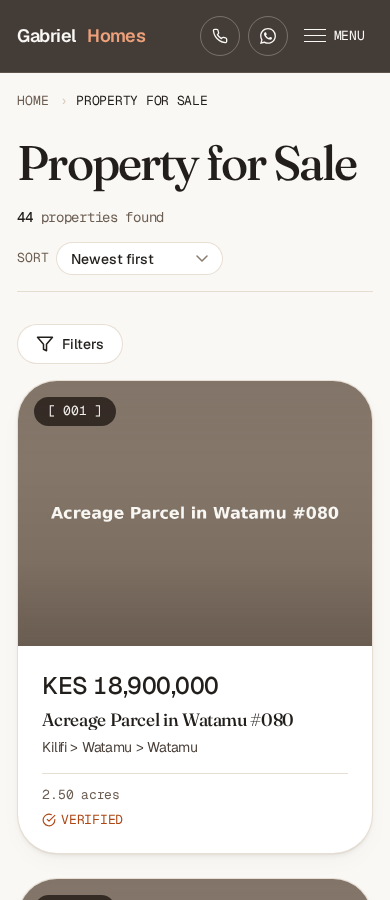 Gabriel Homes MENU
HOME › PROPERTY FOR SALE
Property for Sale
44 properties found
SORT Newest first
Filters
[ 001 ]
Acreage Parcel in Watamu #080
KES 18,900,000
Acreage Parcel in Watamu #080
Kilifi > Watamu > Watamu
2.50 acres
VERIFIED